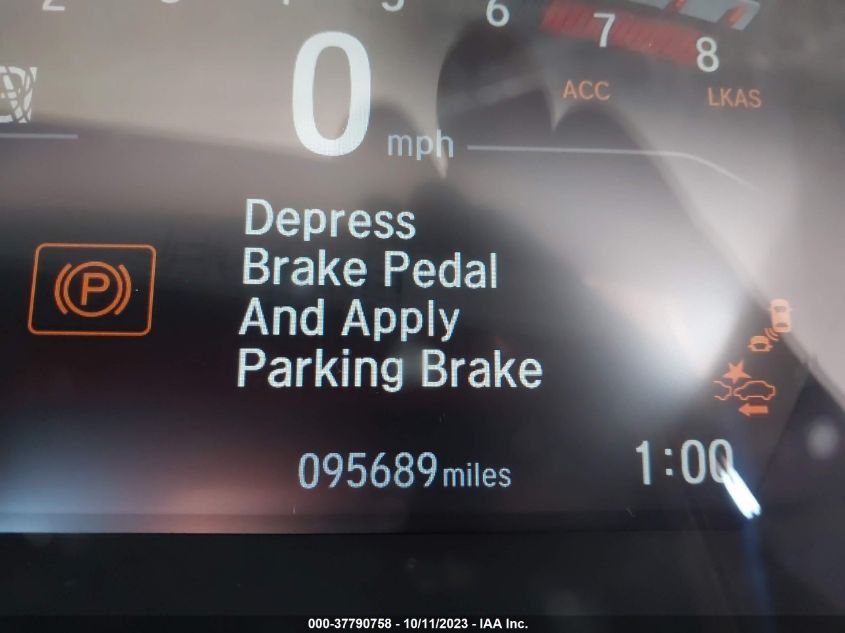 6
7
8
0 mph
ACC LKAS
Depress
Brake Pedal
And Apply
Parking Brake
P
095689 miles
1:00
000-37790758 - 10/11/2023 - IAA Inc.